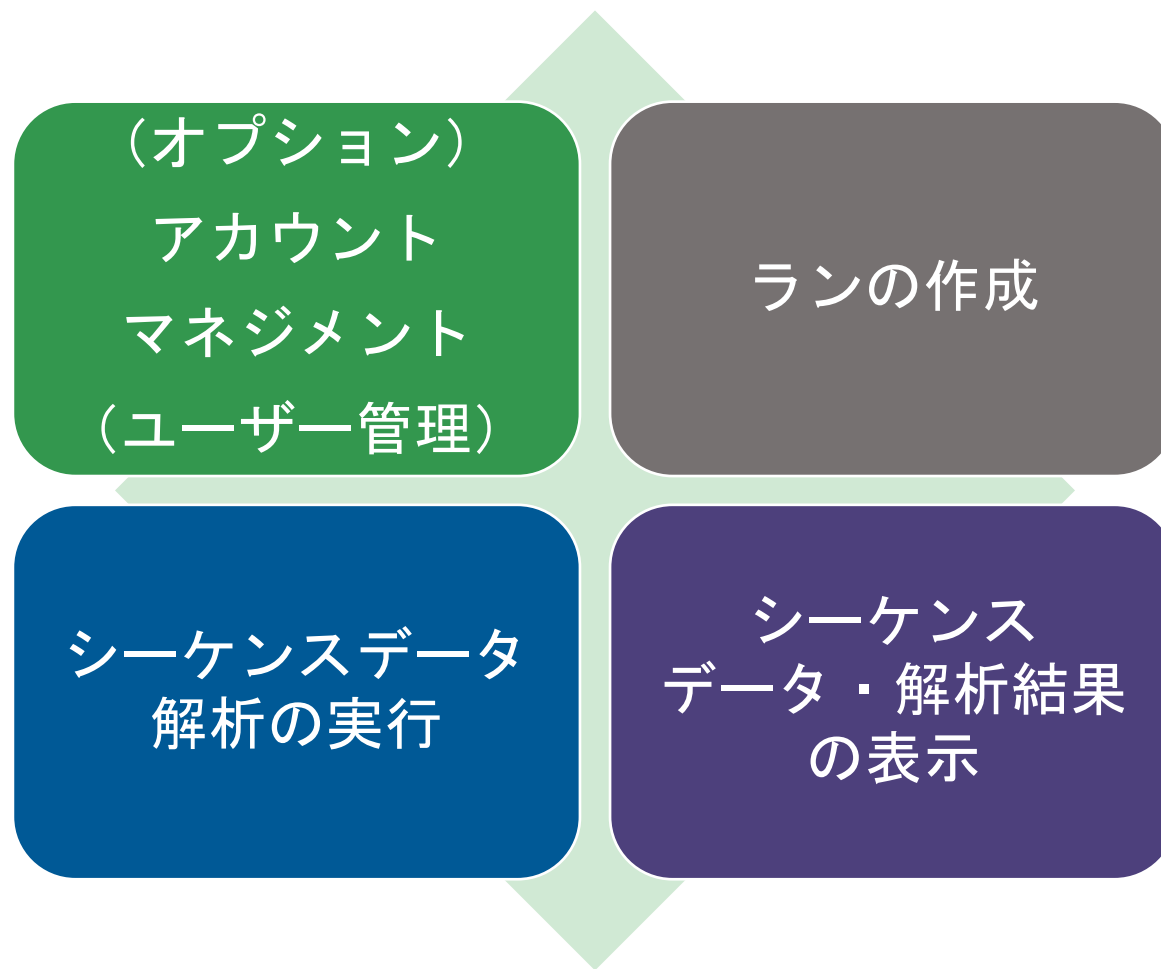 （オプション）
アカウント
マネジメント
（ユーザー管理）
ランの作成
シーケンスデータ
解析の実行
シーケンス
データ・解析結果
の表示